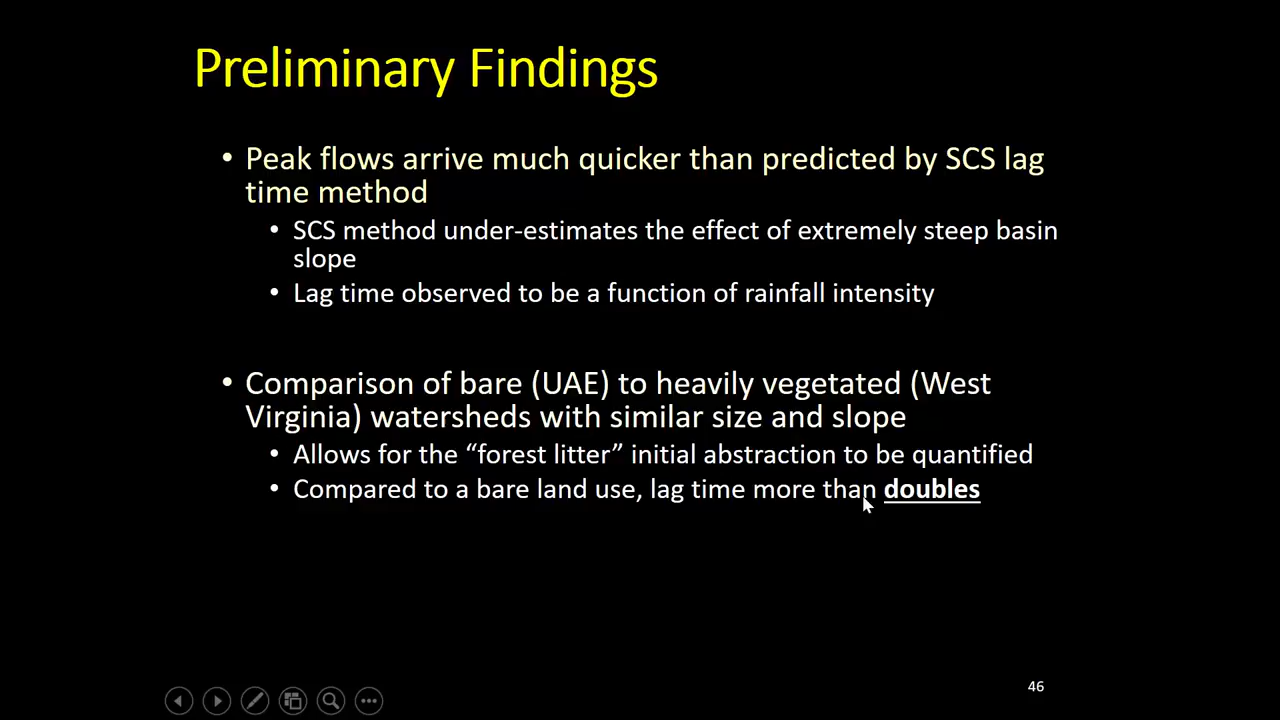 Preliminary Findings
• Peak flows arrive much quicker than predicted by SCS lag
time method
• SCS method under-estimates the effect of extremely steep basin
slope
• Lag time observed to be a function of rainfall intensity
• Comparison of bare (UAE) to heavily vegetated (West
Virginia) watersheds with similar size and slope
• Allows for the “forest litter” initial abstraction to be quantified
• Compared to a bare land use, lag time more than doubles
46